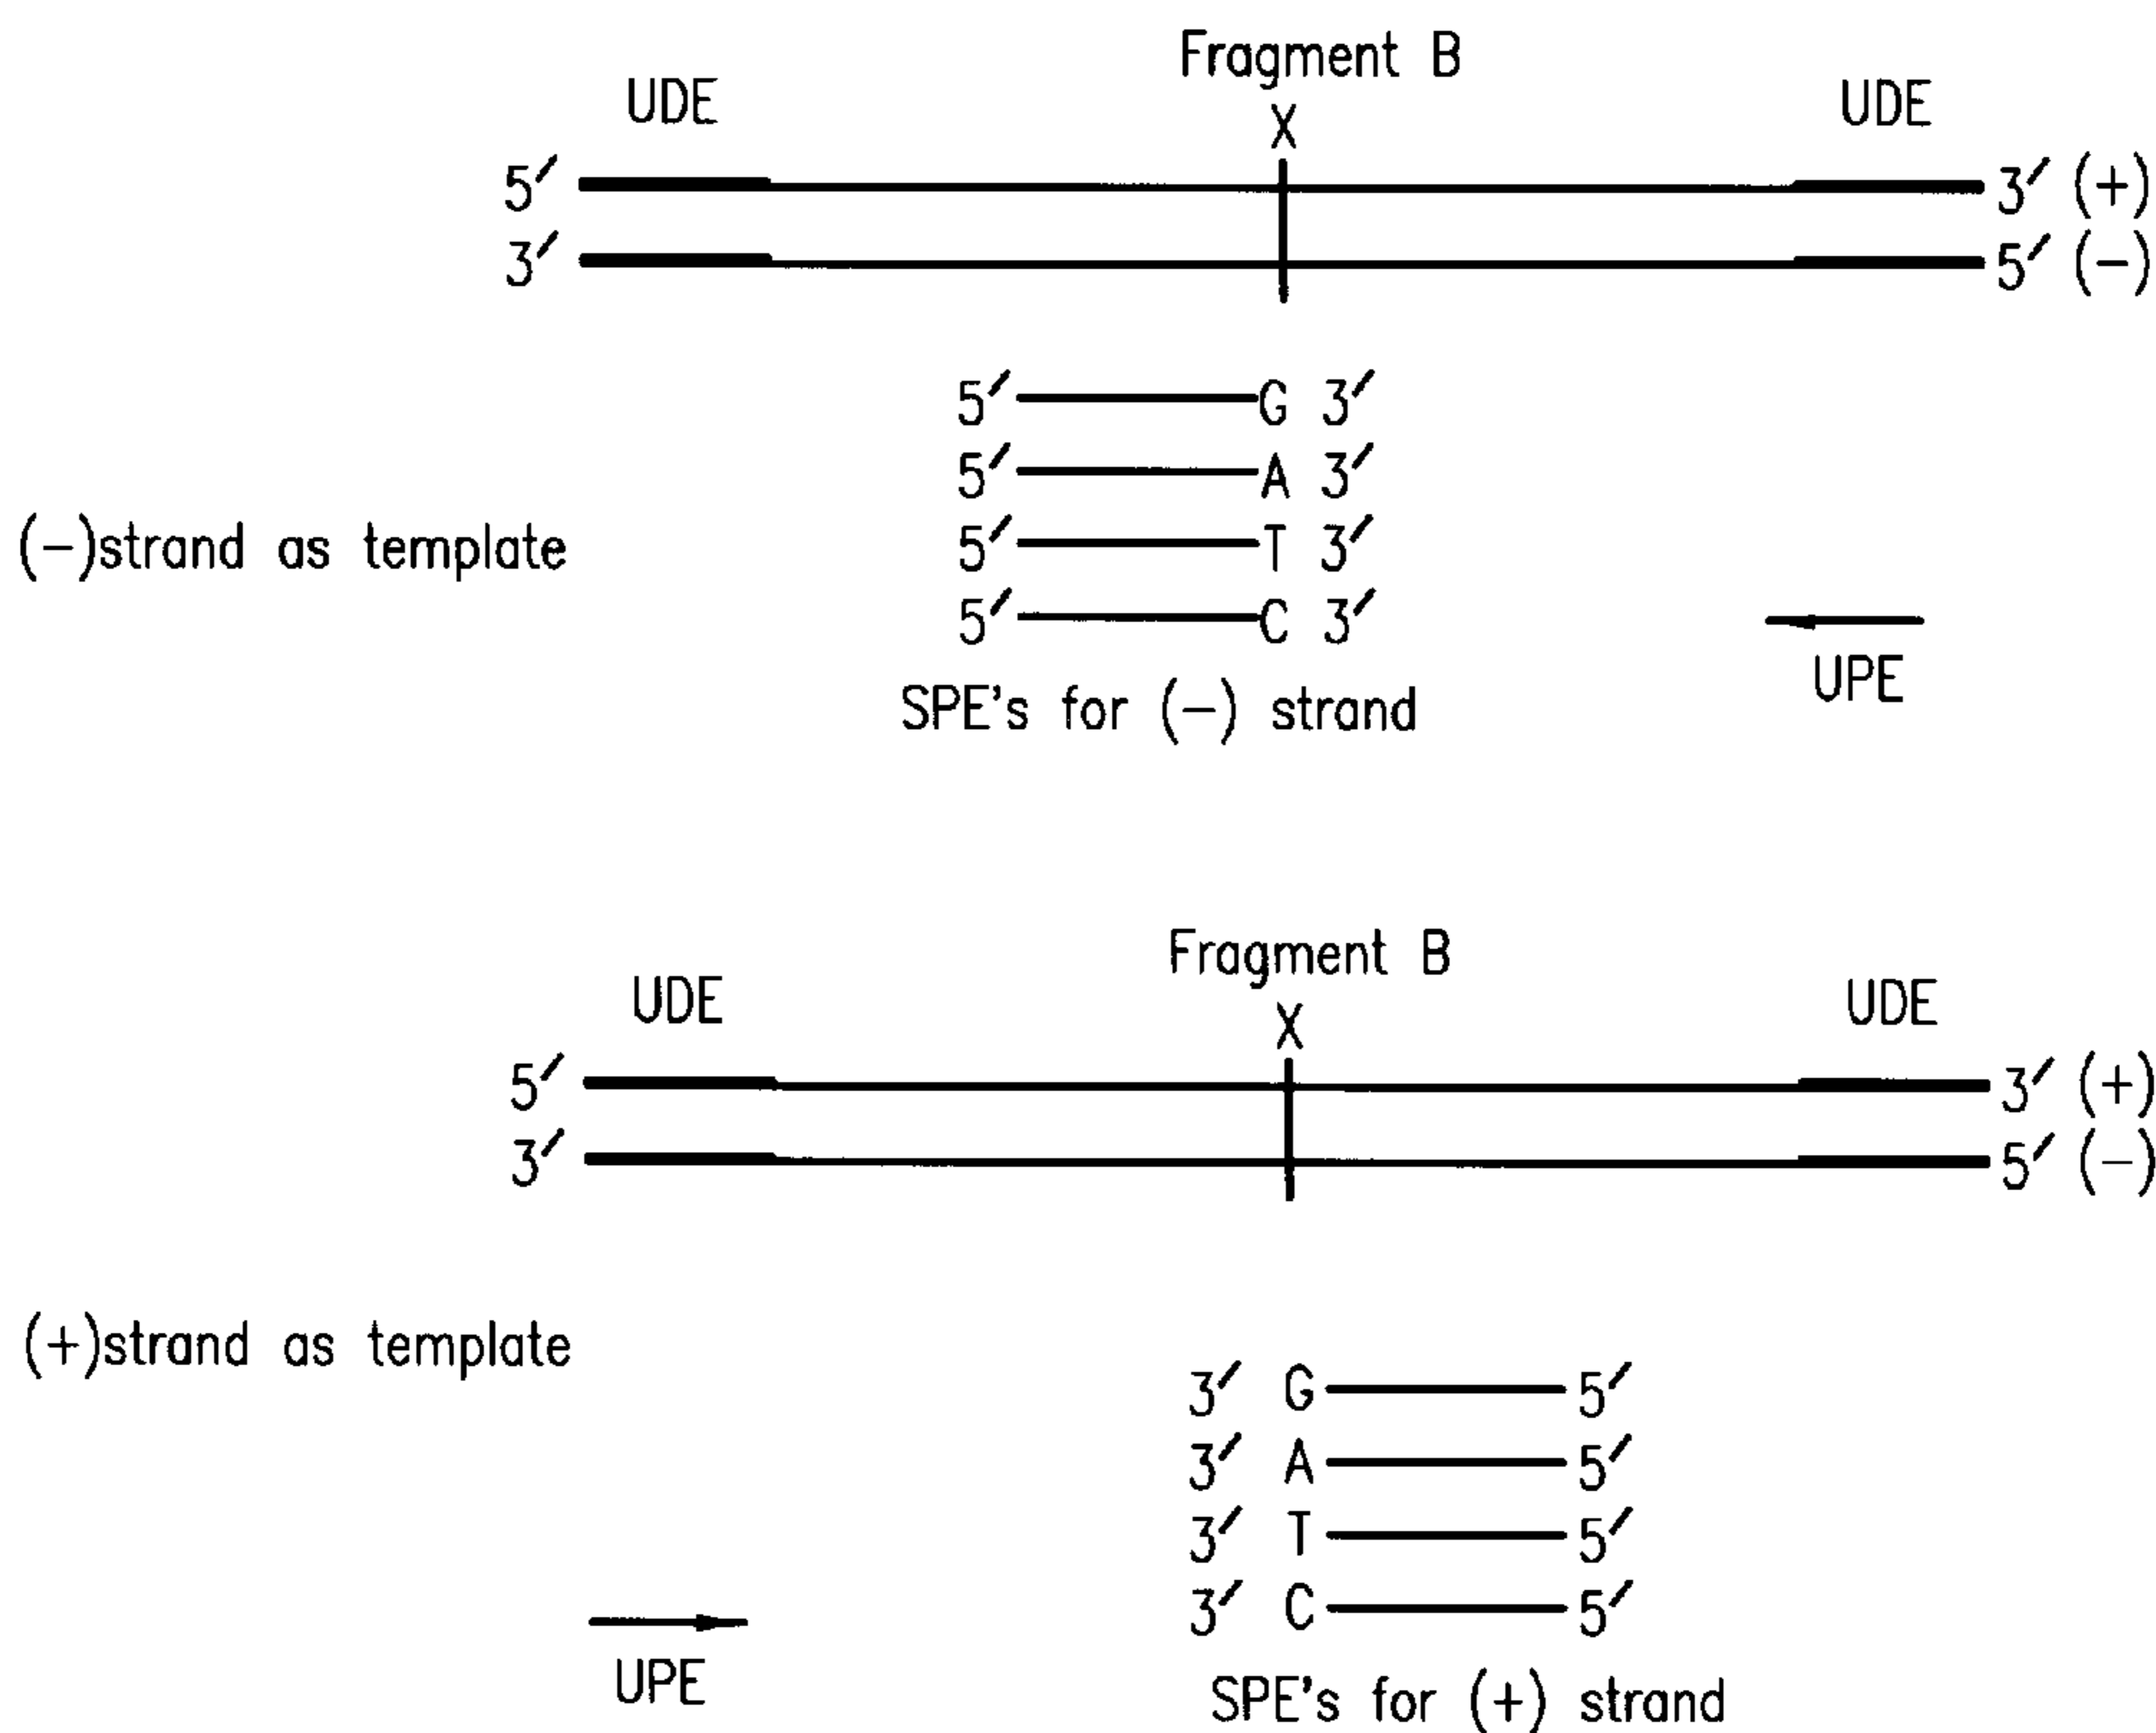 Fragment B
UDE X UDE
5′ 3′ (+)
3′ 5′ (−)
5′ G 3′
5′ A 3′
(−)strand as template
5′ T 3′
5′ C 3′
UPE
SPE's for (−) strand
Fragment B
UDE X UDE
5′ 3′ (+)
3′ 5′ (−)
(+)strand as template
3′ G 5′
3′ A 5′
3′ T 5′
3′ C 5′
UPE
SPE's for (+) strand